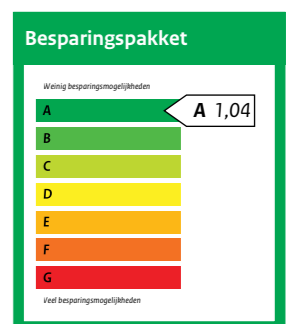 Besparingspakket
Weinig besparingsmogelijkheden
A
A 1,04
B
C
D
E
F
G
Veel besparingsmogelijkheden